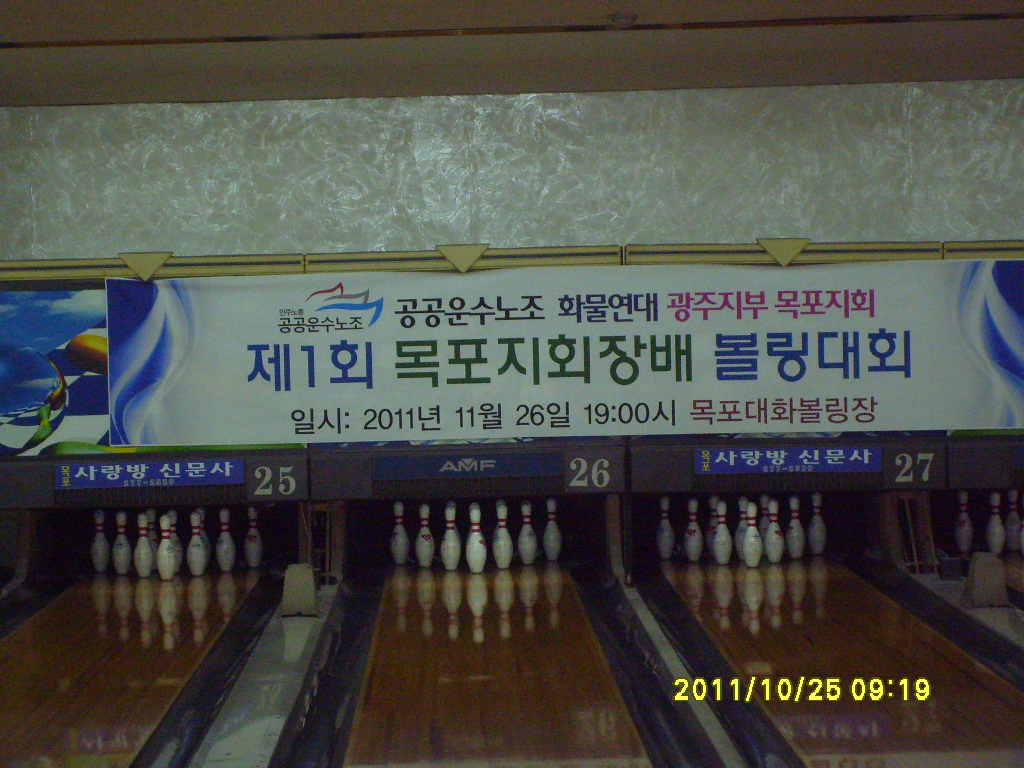 민주노총
공공운수노조
공공운수노조 화물연대 광주지부 목포지회
제1회 목포지회장배 볼링대회
일시: 2011년 11월 26일 19:00시 목포대화볼링장
목포 사랑방 신문사
25
AMF
26
목포 사랑방 신문사
27
2011/10/25 09:19